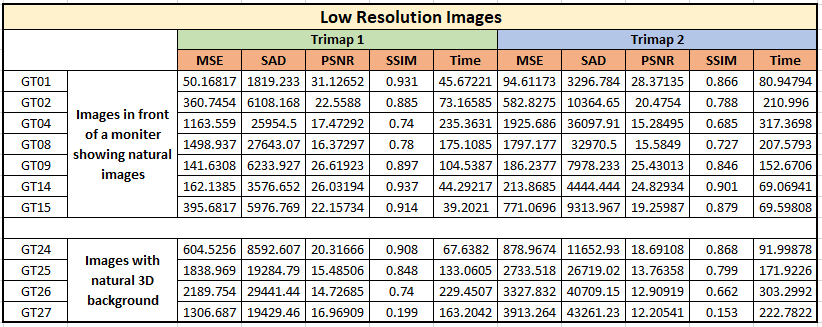 Low Resolution Images
Trimap 1 Trimap 2
MSE SAD PSNR SSIM Time MSE SAD PSNR SSIM Time
GT01 50.16817 1819.233 31.12652 0.931 45.67221 94.61173 3296.784 28.37135 0.866 80.94794
GT02 360.7454 6108.168 22.5588 0.885 73.16585 582.8275 10364.65 20.4754 0.788 210.996
Images in front
GT04 1163.559 25954.5 17.47292 0.74 235.3631 1925.686 36097.91 15.28495 0.685 317.3698
of a moniter
GT08 1498.937 27643.07 16.37297 0.78 175.1085 1797.177 32970.5 15.5849 0.727 207.5793
showing natural
GT09 141.6308 6233.927 26.61923 0.897 104.5387 186.2377 7978.233 25.43013 0.846 152.6706
images
GT14 162.1385 3576.652 26.03194 0.937 44.29217 213.8685 4444.444 24.82934 0.901 69.06941
GT15 395.6817 5976.769 22.15734 0.914 39.2021 771.0696 9313.967 19.25987 0.879 69.59808
GT24 604.5256 8592.607 20.31666 0.908 67.6382 878.9674 11652.93 18.69108 0.868 91.99878
Images with
GT25 1838.969 19284.79 15.48506 0.848 133.0605 2733.518 26719.02 13.76358 0.799 171.9226
natural 3D
GT26 2189.754 29441.44 14.72685 0.74 229.4507 3327.832 40709.15 12.90919 0.662 303.2992
background
GT27 1306.687 19429.46 16.96909 0.199 163.2042 3913.264 43261.23 12.20541 0.153 222.7822